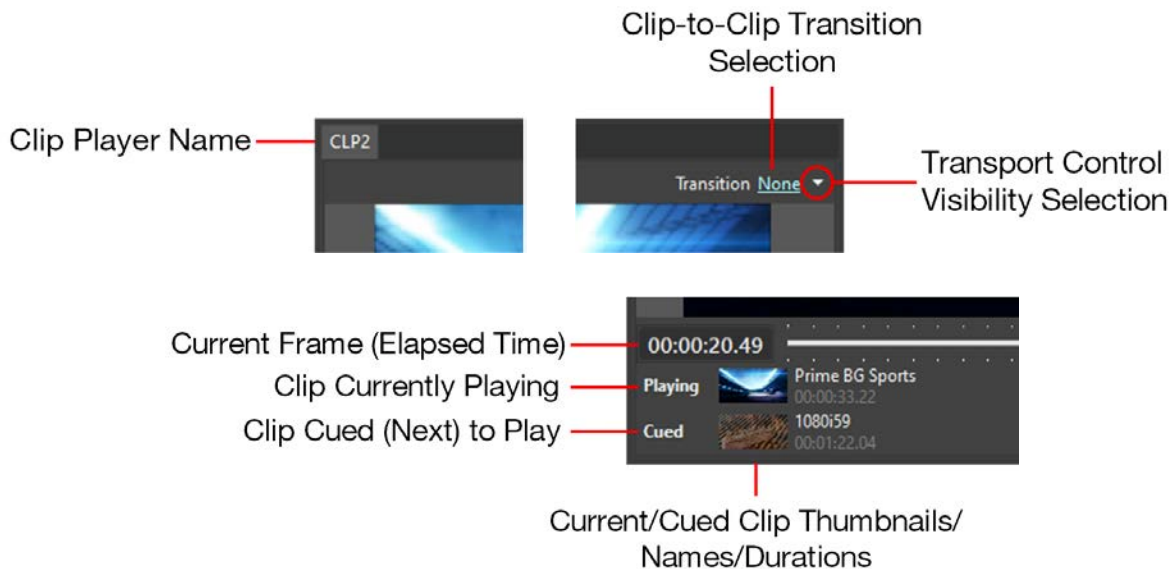 Clip-to-Clip Transition
Selection
Clip Player Name
CLP2
Transition None
Transport Control
Visibility Selection
Current Frame (Elapsed Time)
00:00:20.49
Clip Currently Playing
Playing
Prime BG Sports
00:00:33.22
Clip Cued (Next) to Play
Cued
1080i59
00:01:22.04
Current/Cued Clip Thumbnails/
Names/Durations